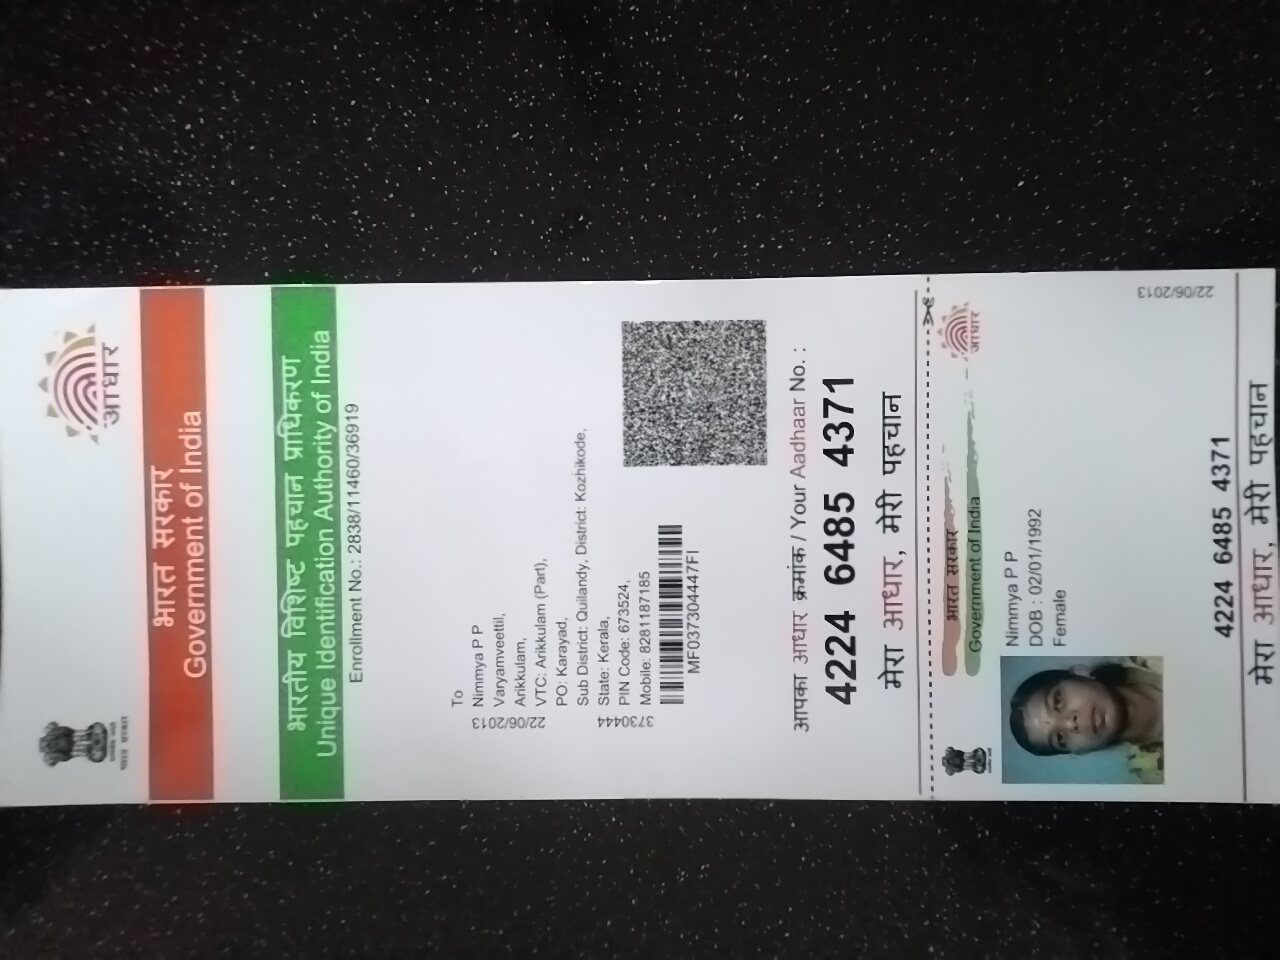 भारत सरकार
आधार
भारत सरकार
Government of India
भारतीय विशिष्ट पहचान प्राधिकरण
Unique Identification Authority of India
Enrollment No.: 2838/11460/36919
22/06/2013
3730444
To
Nimmya P P
Varyamveettil,
Arikkulam,
VTC: Arikkulam (Part),
PO: Karayad,
Sub District: Quilandy, District: Kozhikode,
State: Kerala,
PIN Code: 673524,
Mobile: 8281187185
MF037304447FI
आपका आधार क्रमांक / Your Aadhaar No. :
4224 6485 4371
मेरा आधार, मेरी पहचान
भारत सरकार
Government of India
आधार
Nimmya P P
DOB : 02/01/1992
Female
22/06/2013
4224 6485 4371
मेरा आधार, मेरी पहचान